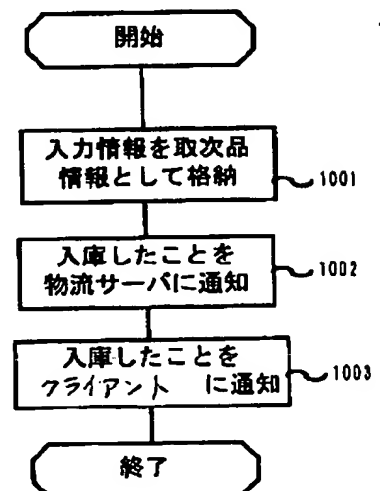 開始
入力情報を取次品
情報として格納
1001
入庫したことを
物流サーバに通知
1002
入庫したことを
クライアント に通知
1003
終了